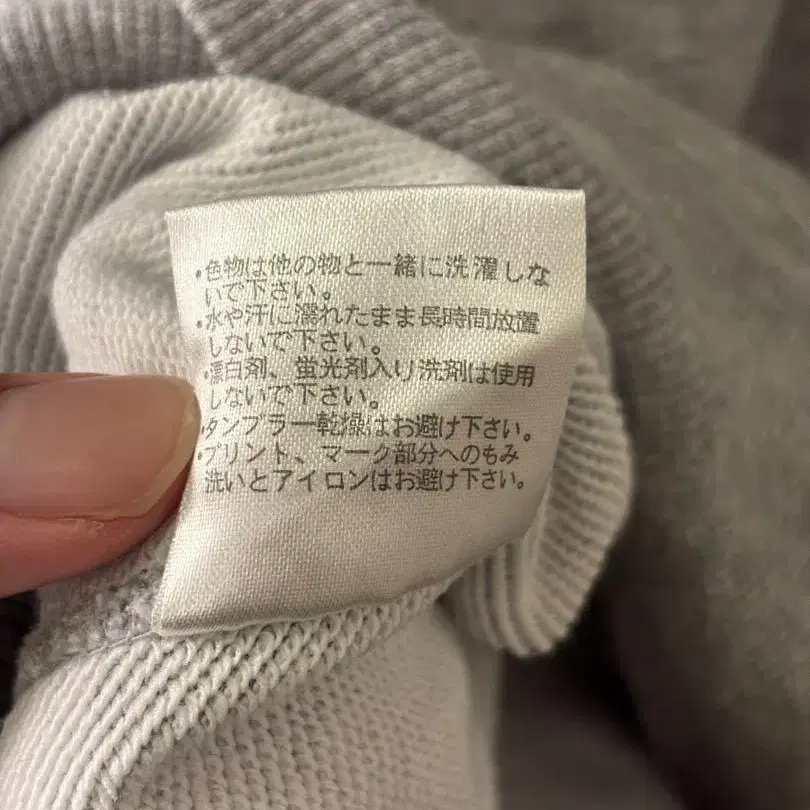 ・色物は他の物と一緒に洗濯しな
いで下さい。
・水や汗に濡れたまま長時間放置
しないで下さい。
・漂白剤、蛍光剤入り洗剤は使用
しないで下さい。
・タンブラー乾燥はお避け下さい。
・プリント、マーク部分へのもみ
洗いとアイロンはお避け下さい。